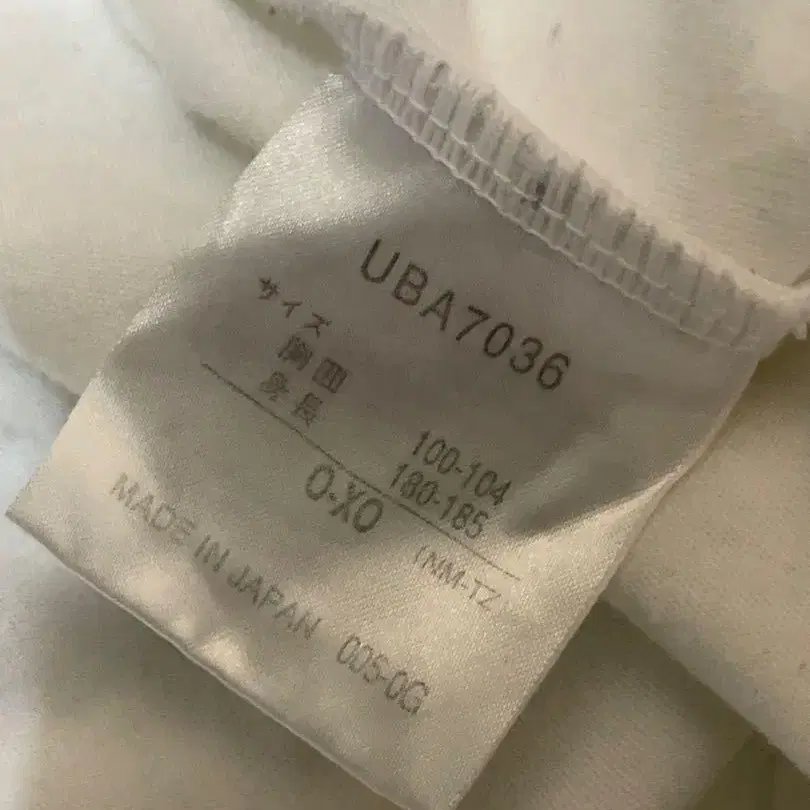 UBA7036
サイズ
胸囲 100-104
身長 180-185
O-XO (NM-TZ)
MADE IN JAPAN 005-0G